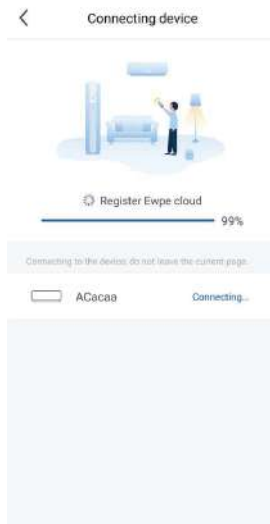 Connecting device
Register Ewpe cloud
99%
Connecting to the device, do not leave the current page.
ACacaa
Connecting...